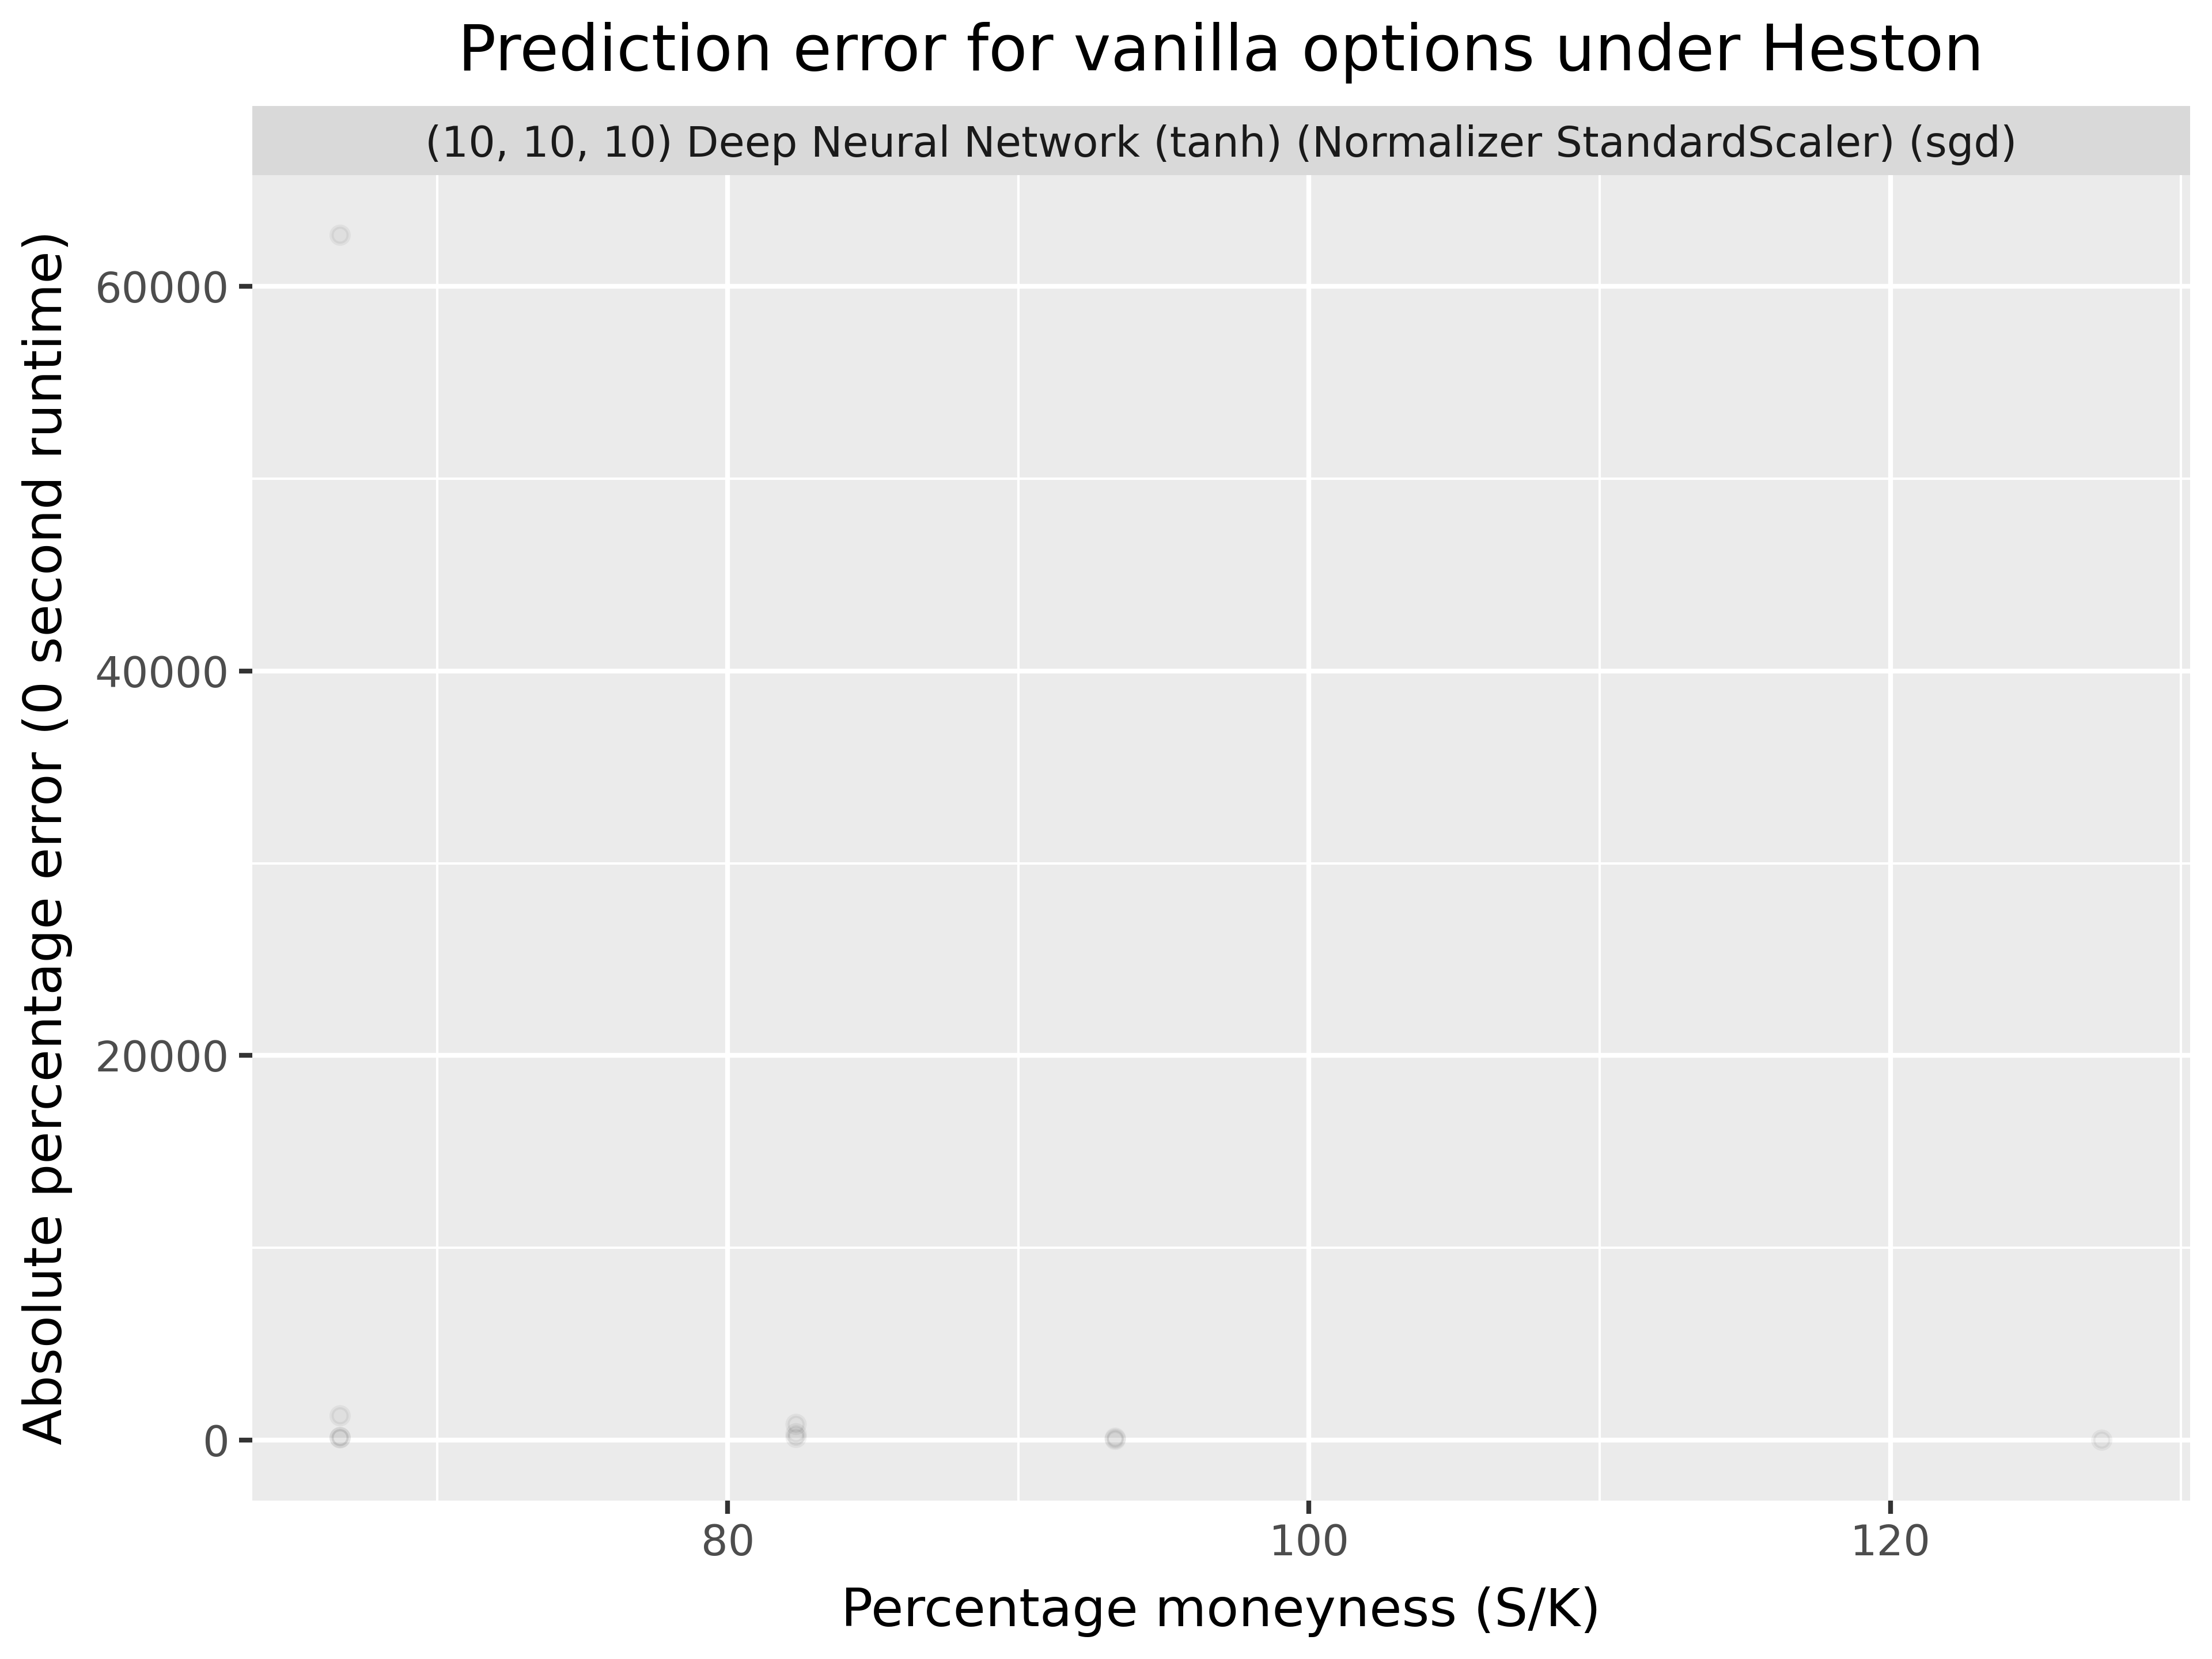 Prediction error for vanilla options under Heston
(10, 10, 10) Deep Neural Network (tanh) (Normalizer StandardScaler) (sgd)
Absolute percentage error (0 second runtime)
60000
40000
20000
0
80
100
120
Percentage moneyness (S/K)